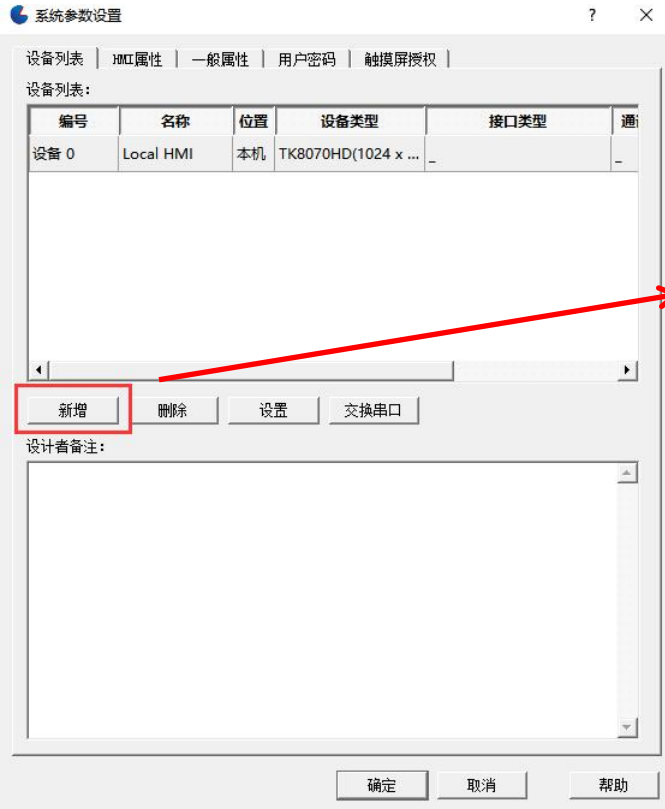 系统参数设置
设备列表 HMI属性 一般属性 用户密码 触摸屏授权
设备列表:
编号 名称 位置 设备类型 接口类型 通
设备 0 Local HMI 本机 TK8070HD(1024 x ... _ _
新增 删除 设置 交换串口
设计者备注:
确定 取消 帮助